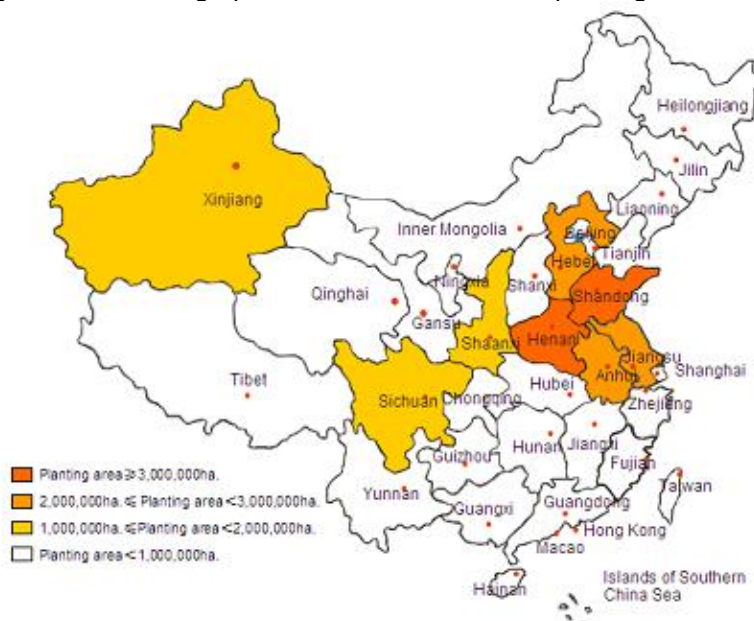 Heilongjiang
Jilin
Liaoning
Xinjiang
Inner Mongolia
Beijing
Tianjin
Hebei
Ningxia
Shanxi
Qinghai
Shandong
Gansu
Shaanxi
Henan
Jiangsu
Shanghai
Anhui
Tibet
Hubei
Sichuan
Chongqing
Zhejiang
Hunan
Jiangxi
Guizhou
Fujian
Planting area≥3,000,000ha.
Taiwan
2,000,000ha.≤ Planting area<3,000,000ha.
Yunnan
Guangxi
Guangdong
1,000,000ha.≤Planting area<2,000,000ha.
Hong Kong
Macao
Planting area<1,000,000ha.
Hainan
Islands of Southern
China Sea